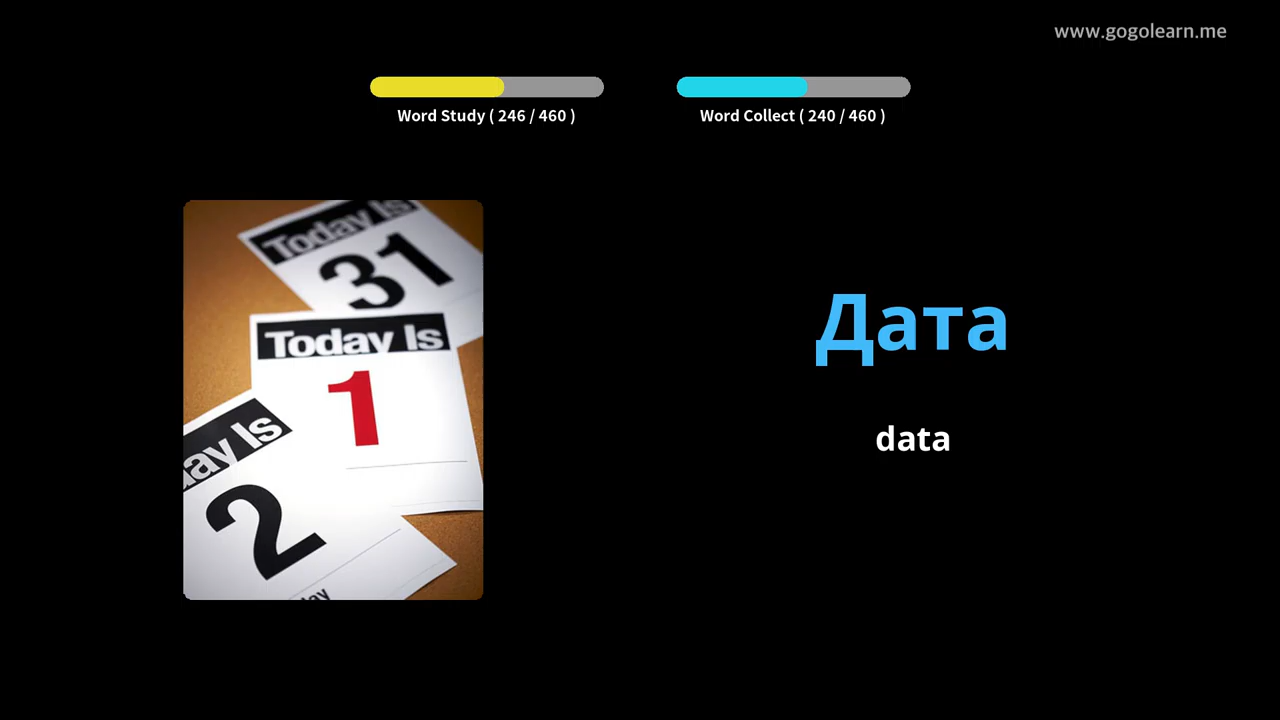 www.gogolearn.me
Word Study ( 246 / 460 )
Word Collect ( 240 / 460 )
Today Is
31
Today Is
1
ay Is
2
Дата
data